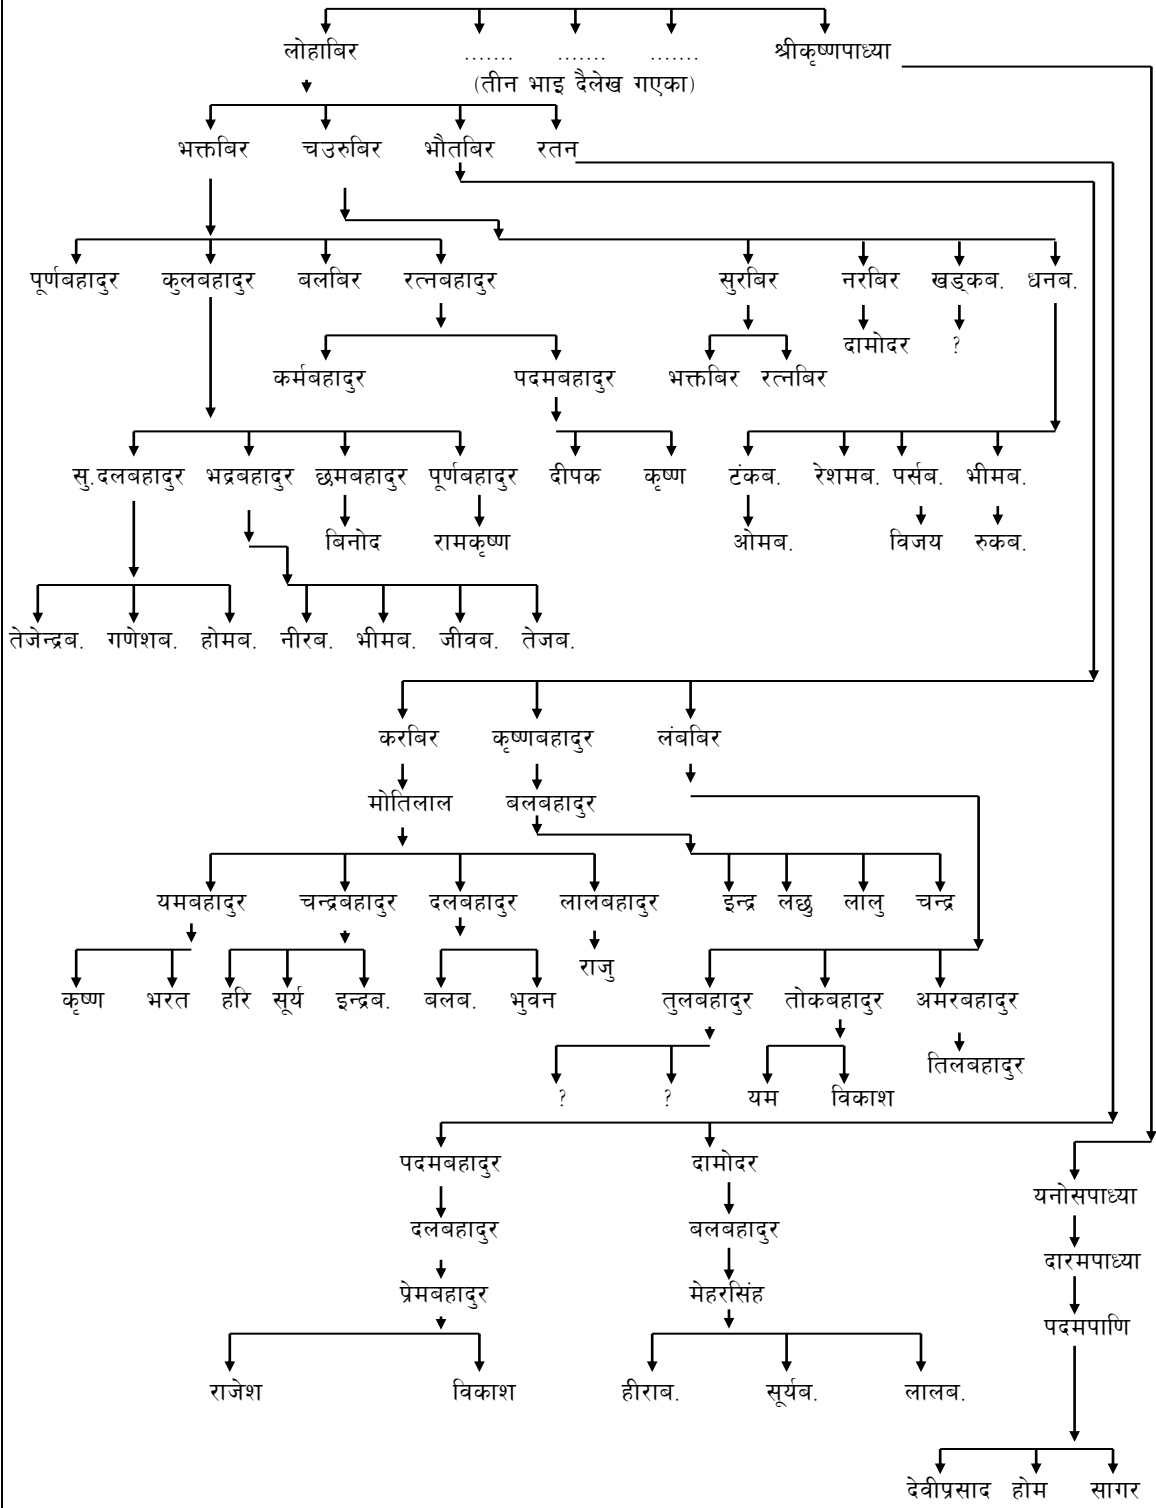 लोहाबिर ....... ....... ....... श्रीकृष्णपाध्या
(तीन भाइ दैलेख गएका)
भक्तबिर चउरुबिर भौतबिर रतन
पूर्णबहादुर कुलबहादुर बलबिर रत्नबहादुर सुरबिर नरबिर खड्कब. धनब.
दामोदर ?
कर्मबहादुर पदमबहादुर भक्तबिर रत्नबिर
सु.दलबहादुर भद्रबहादुर छमबहादुर पूर्णबहादुर दीपक कृष्ण टंकब. रेशमब. पर्सब. भीमब.
बिनोद रामकृष्ण ओमब. विजय रुकब.
तेजेन्द्रब. गणेशब. होमब. नीरब. भीमब. जीवब. तेजब.
करबिर कृष्णबहादुर लंबबिर
मोतिलाल बलबहादुर
यमबहादुर चन्द्रबहादुर दलबहादुर लालबहादुर इन्द्र लछु लालु चन्द्र
राजु
कृष्ण भरत हरि सूर्य इन्द्रब. बलब. भुवन तुलबहादुर तोकबहादुर अमरबहादुर
तिलबहादुर
? ? यम विकाश
पदमबहादुर दामोदर
यनोसपाध्या
दलबहादुर बलबहादुर
दारमपाध्या
प्रेमबहादुर मेहरसिंह
पदमपाणि
राजेश विकाश हीराब. सूर्यब. लालब.
देवीप्रसाद होम सागर